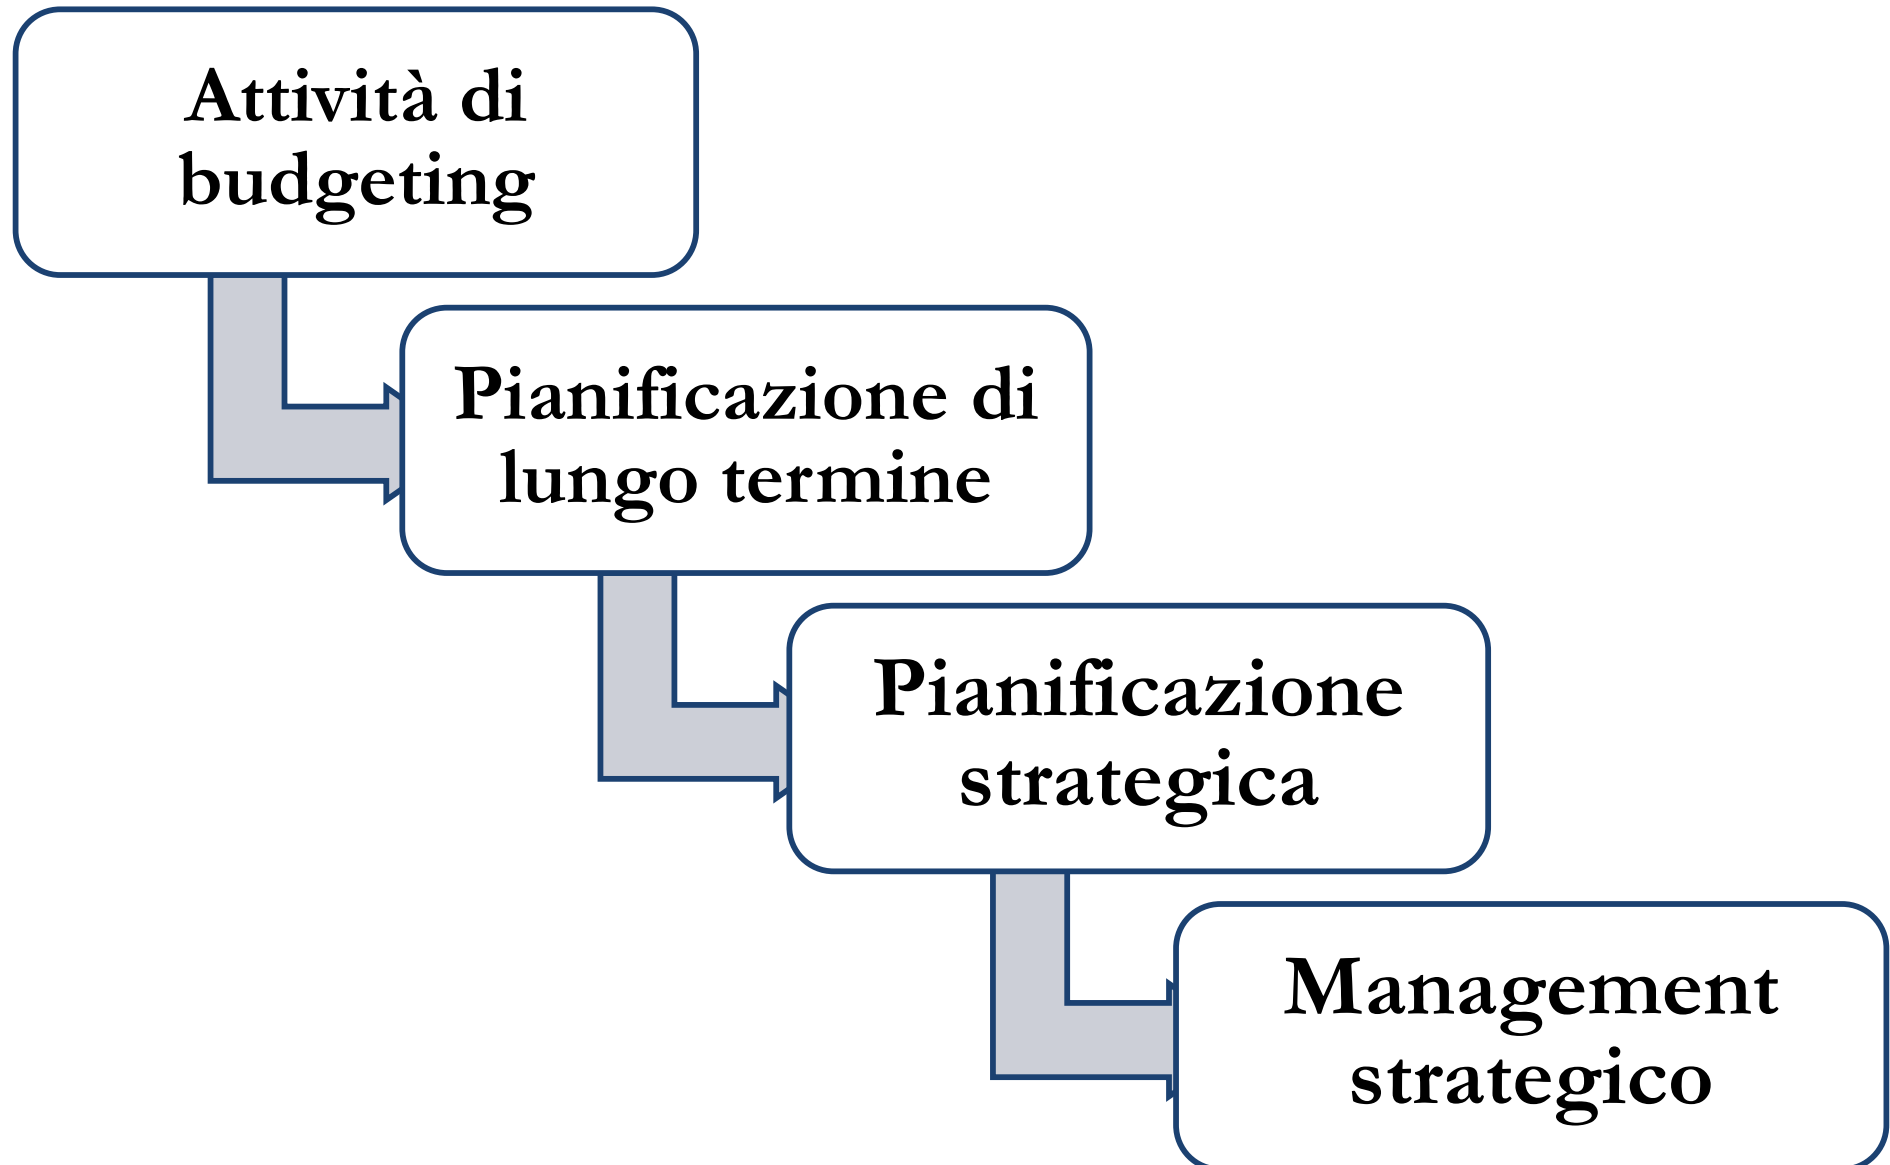 Attività di
budgeting
Pianificazione di
lungo termine
Pianificazione
strategica
Management
strategico